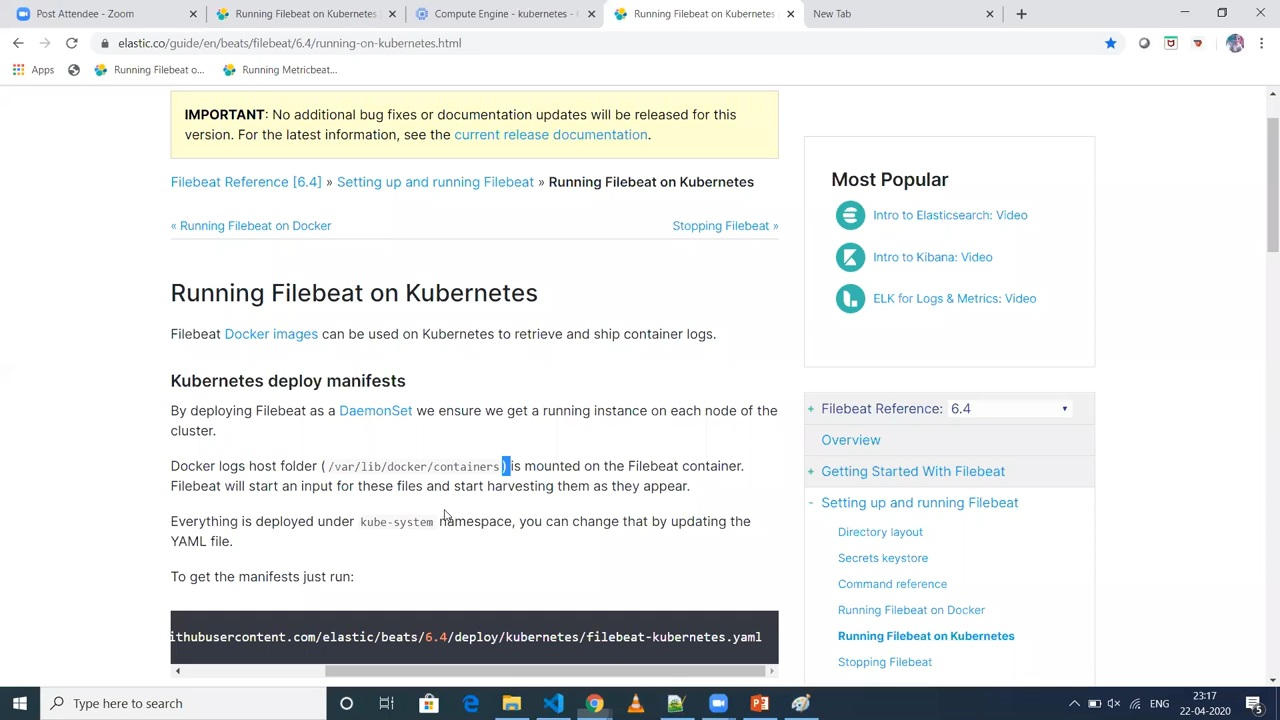 Post Attendee - Zoom
Running Filebeat on Kubernetes
Compute Engine - kubernetes -
Running Filebeat on Kubernetes
New Tab
elastic.co/guide/en/beats/filebeat/6.4/running-on-kubernetes.html
Apps
Running Filebeat o...
Running Metricbeat...
IMPORTANT: No additional bug fixes or documentation updates will be released for this
version. For the latest information, see the current release documentation.
Filebeat Reference [6.4] » Setting up and running Filebeat » Running Filebeat on Kubernetes
« Running Filebeat on Docker
Stopping Filebeat »
Running Filebeat on Kubernetes
Filebeat Docker images can be used on Kubernetes to retrieve and ship container logs.
Kubernetes deploy manifests
By deploying Filebeat as a DaemonSet we ensure we get a running instance on each node of the
cluster.
Docker logs host folder ( /var/lib/docker/containers ) is mounted on the Filebeat container.
Filebeat will start an input for these files and start harvesting them as they appear.
Everything is deployed under kube-system namespace, you can change that by updating the
YAML file.
To get the manifests just run:
ithubusercontent.com/elastic/beats/6.4/deploy/kubernetes/filebeat-kubernetes.yaml
Most Popular
Intro to Elasticsearch: Video
Intro to Kibana: Video
ELK for Logs & Metrics: Video
+ Filebeat Reference: 6.4
Overview
+ Getting Started With Filebeat
- Setting up and running Filebeat
Directory layout
Secrets keystore
Command reference
Running Filebeat on Docker
Running Filebeat on Kubernetes
Stopping Filebeat
Type here to search
ENG
23:17
22-04-2020
5